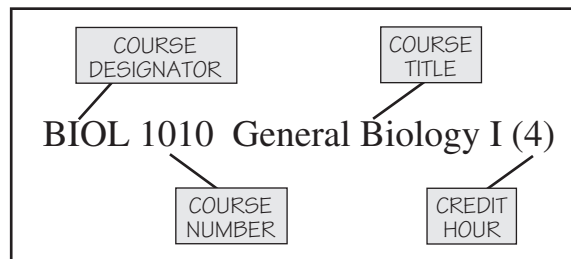 COURSE
DESIGNATOR
COURSE
TITLE
BIOL 1010 General Biology I (4)
COURSE
NUMBER
CREDIT
HOUR